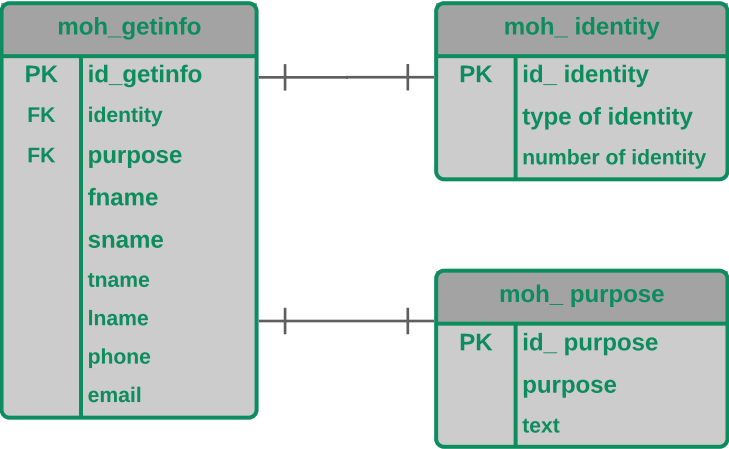 moh_getinfo
PK id_getinfo
FK identity
FK purpose
fname
sname
tname
lname
phone
email
moh_ identity
PK id_ identity
type of identity
number of identity
moh_ purpose
PK id_ purpose
purpose
text